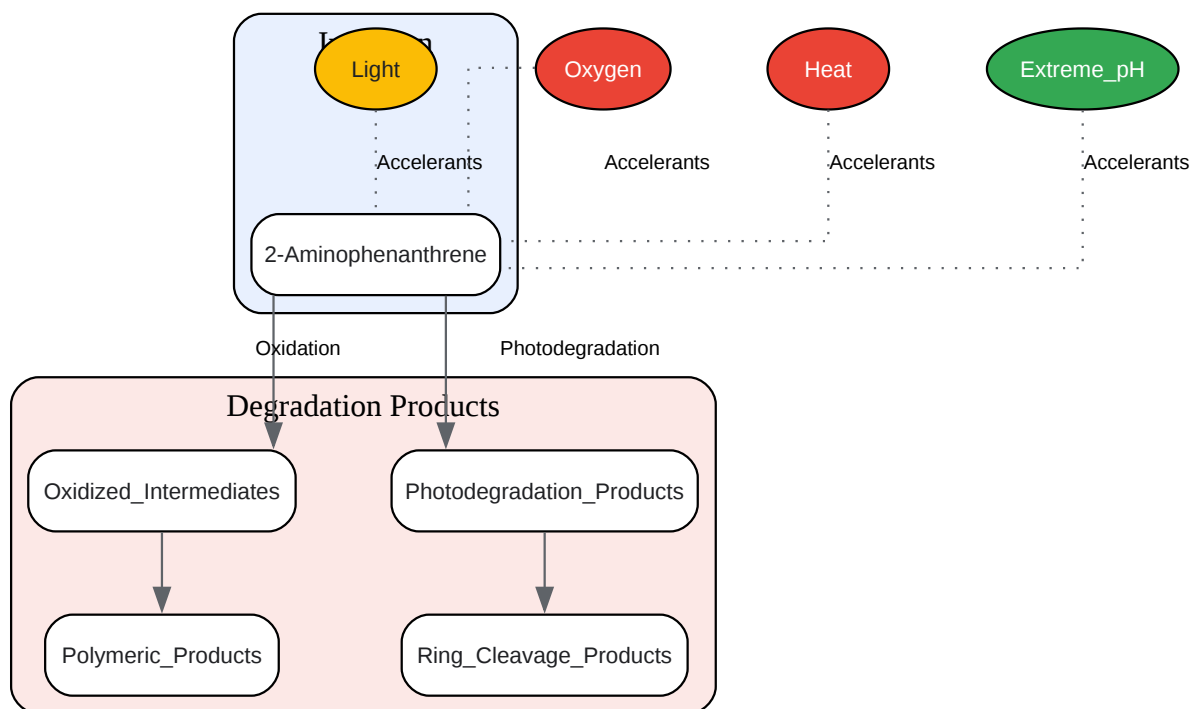 Light
Oxygen
Heat
Extreme_pH
Accelerants
Accelerants
Accelerants
Accelerants
2-Aminophenanthrene
Oxidation
Photodegradation
Degradation Products
Oxidized_Intermediates
Photodegradation_Products
Polymeric_Products
Ring_Cleavage_Products